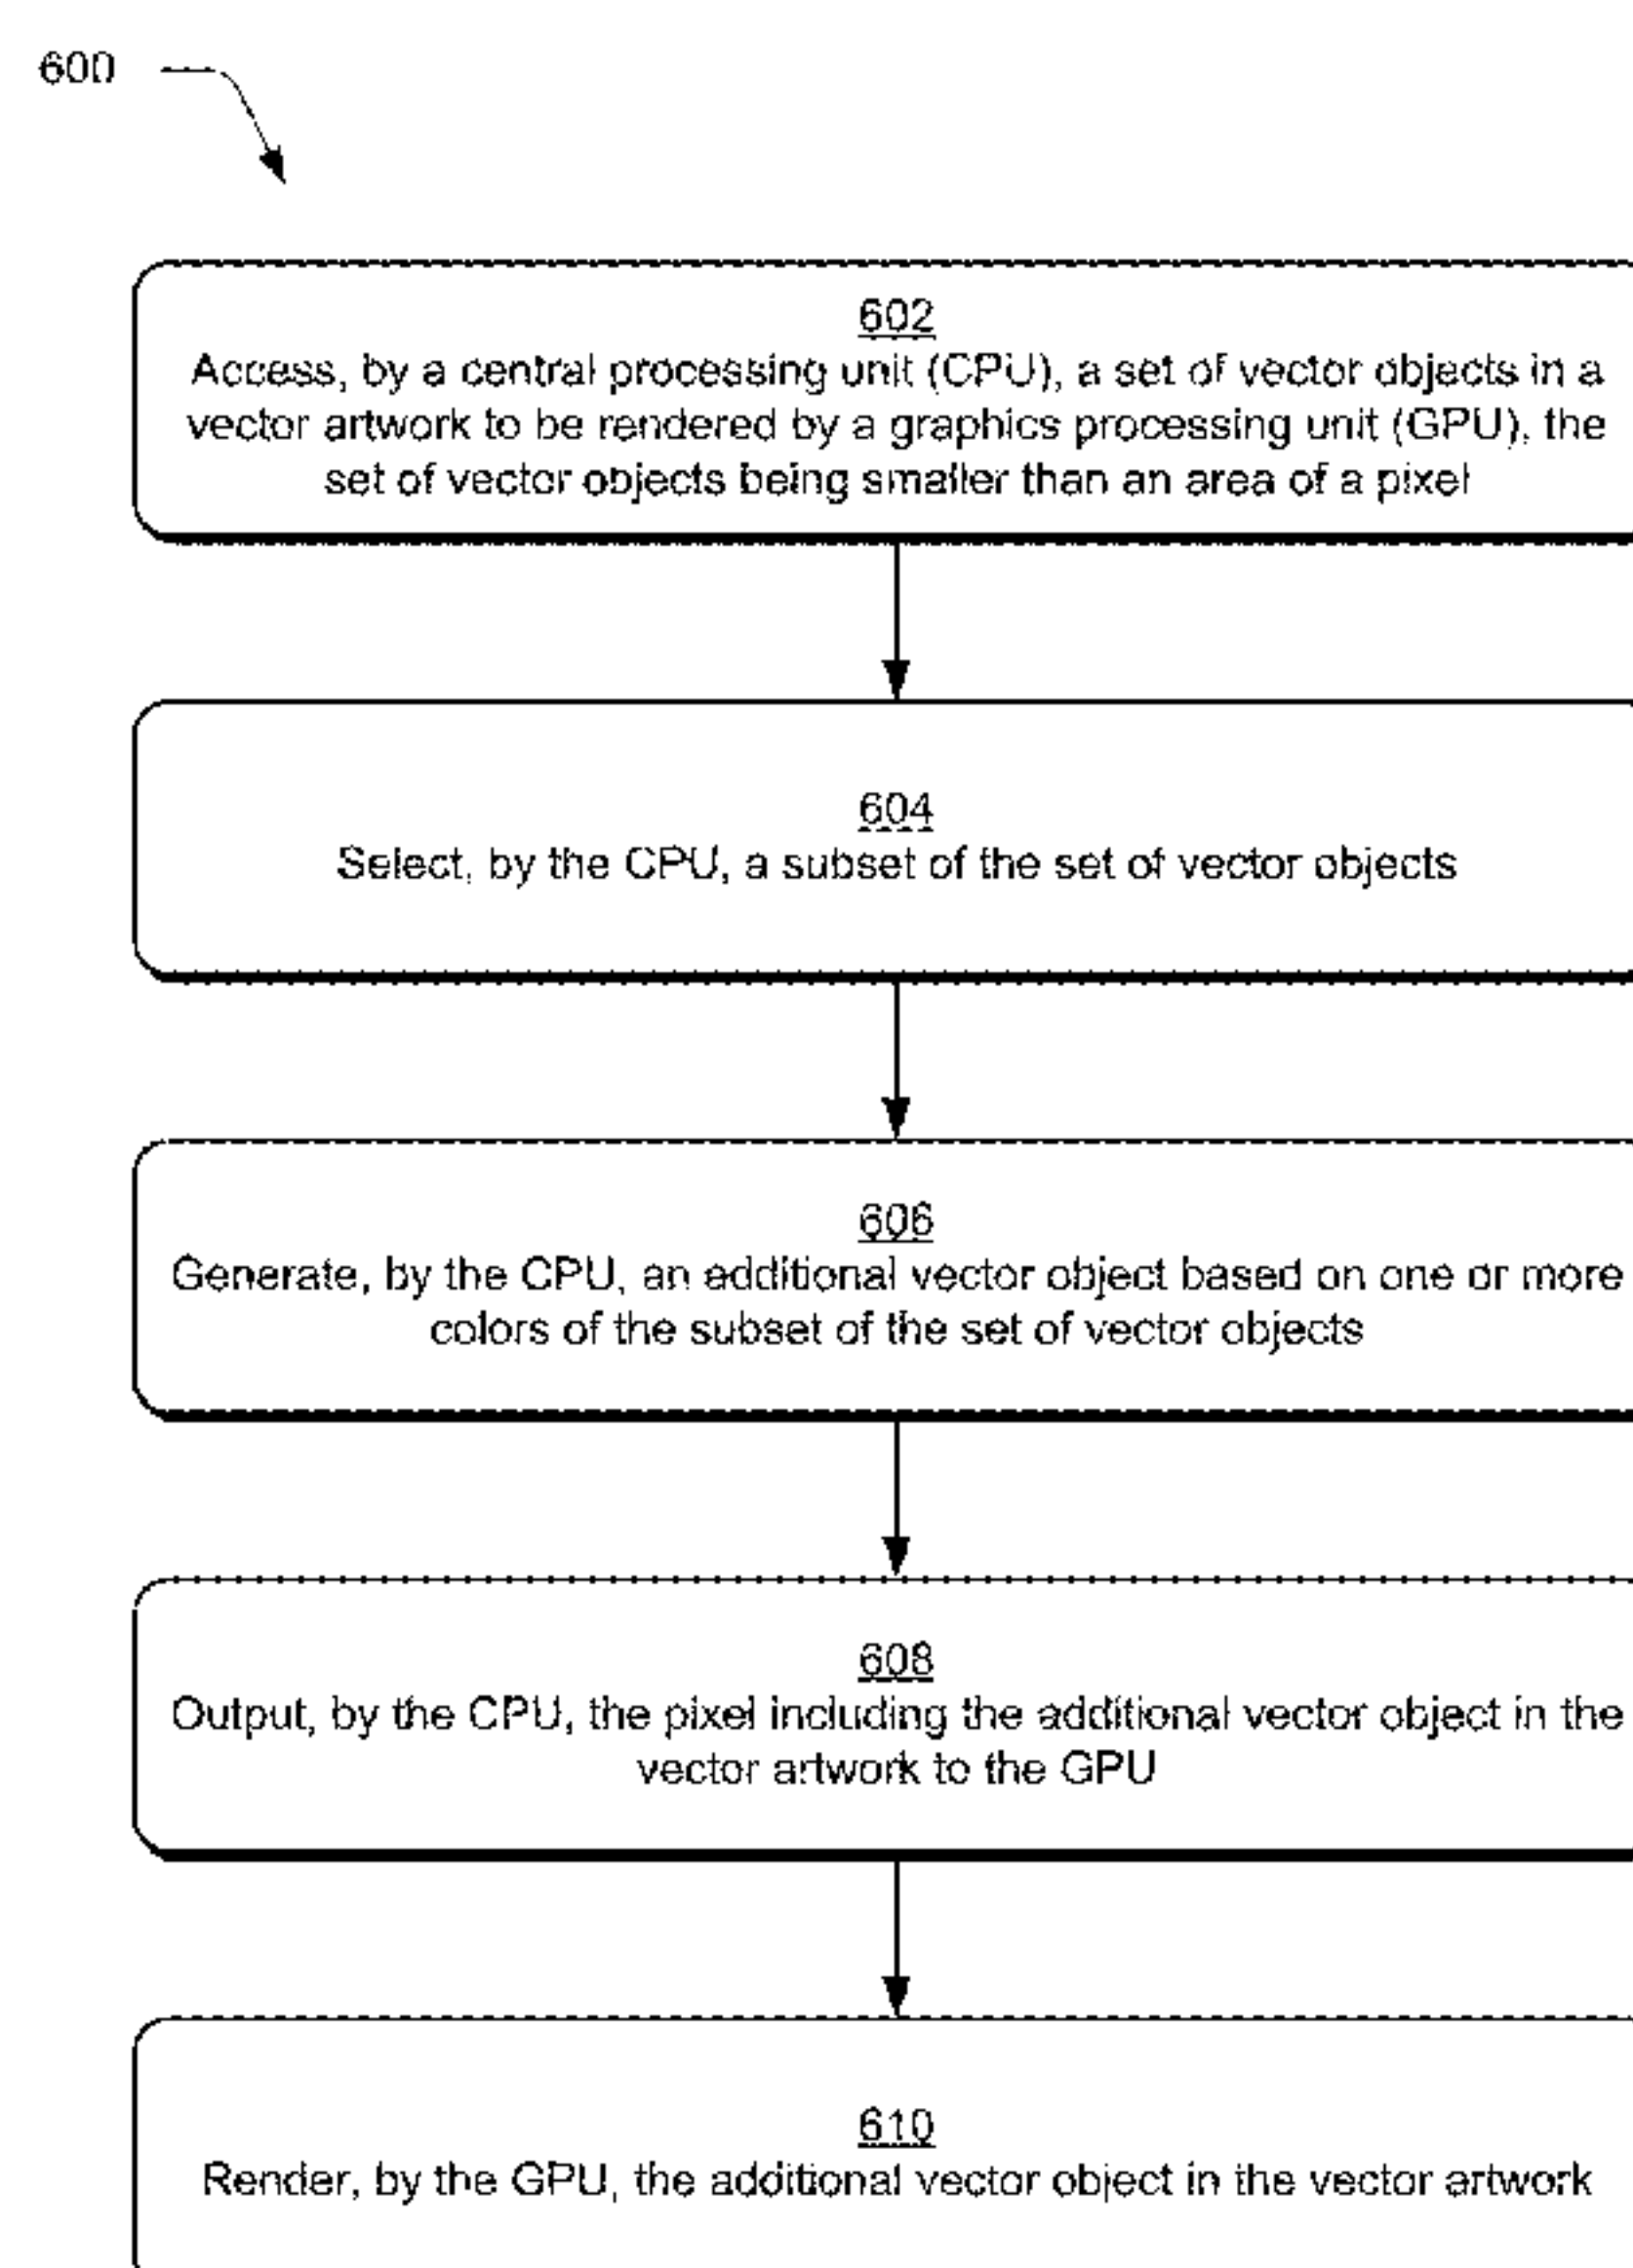 600
602
Access, by a central processing unit (CPU), a set of vector objects in a
vector artwork to be rendered by a graphics processing unit (GPU), the
set of vector objects being smaller than an area of a pixel
604
Select, by the CPU, a subset of the set of vector objects
606
Generate, by the CPU, an additional vector object based on one or more
colors of the subset of the set of vector objects
608
Output, by the CPU, the pixel including the additional vector object in the
vector artwork to the GPU
610
Render, by the GPU, the additional vector object in the vector artwork